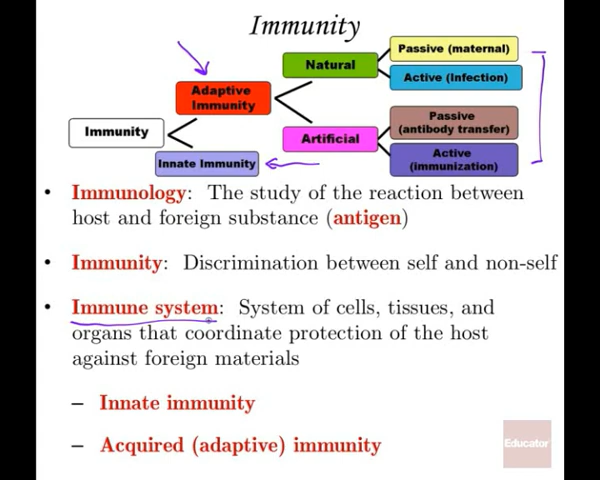 Immunity
Passive (maternal)
Natural
Active (Infection)
Adaptive
Immunity
Passive
(antibody transfer)
Immunity
Artificial
Innate Immunity
Active
(immunization)
• Immunology: The study of the reaction between
host and foreign substance (antigen)
• Immunity: Discrimination between self and non-self
• Immune system: System of cells, tissues, and
organs that coordinate protection of the host
against foreign materials
– Innate immunity
– Acquired (adaptive) immunity
Educator